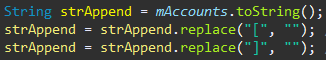 String strAppend = mAccounts.toString();
strAppend = strAppend.replace("[", "");
strAppend = strAppend.replace("]", "");